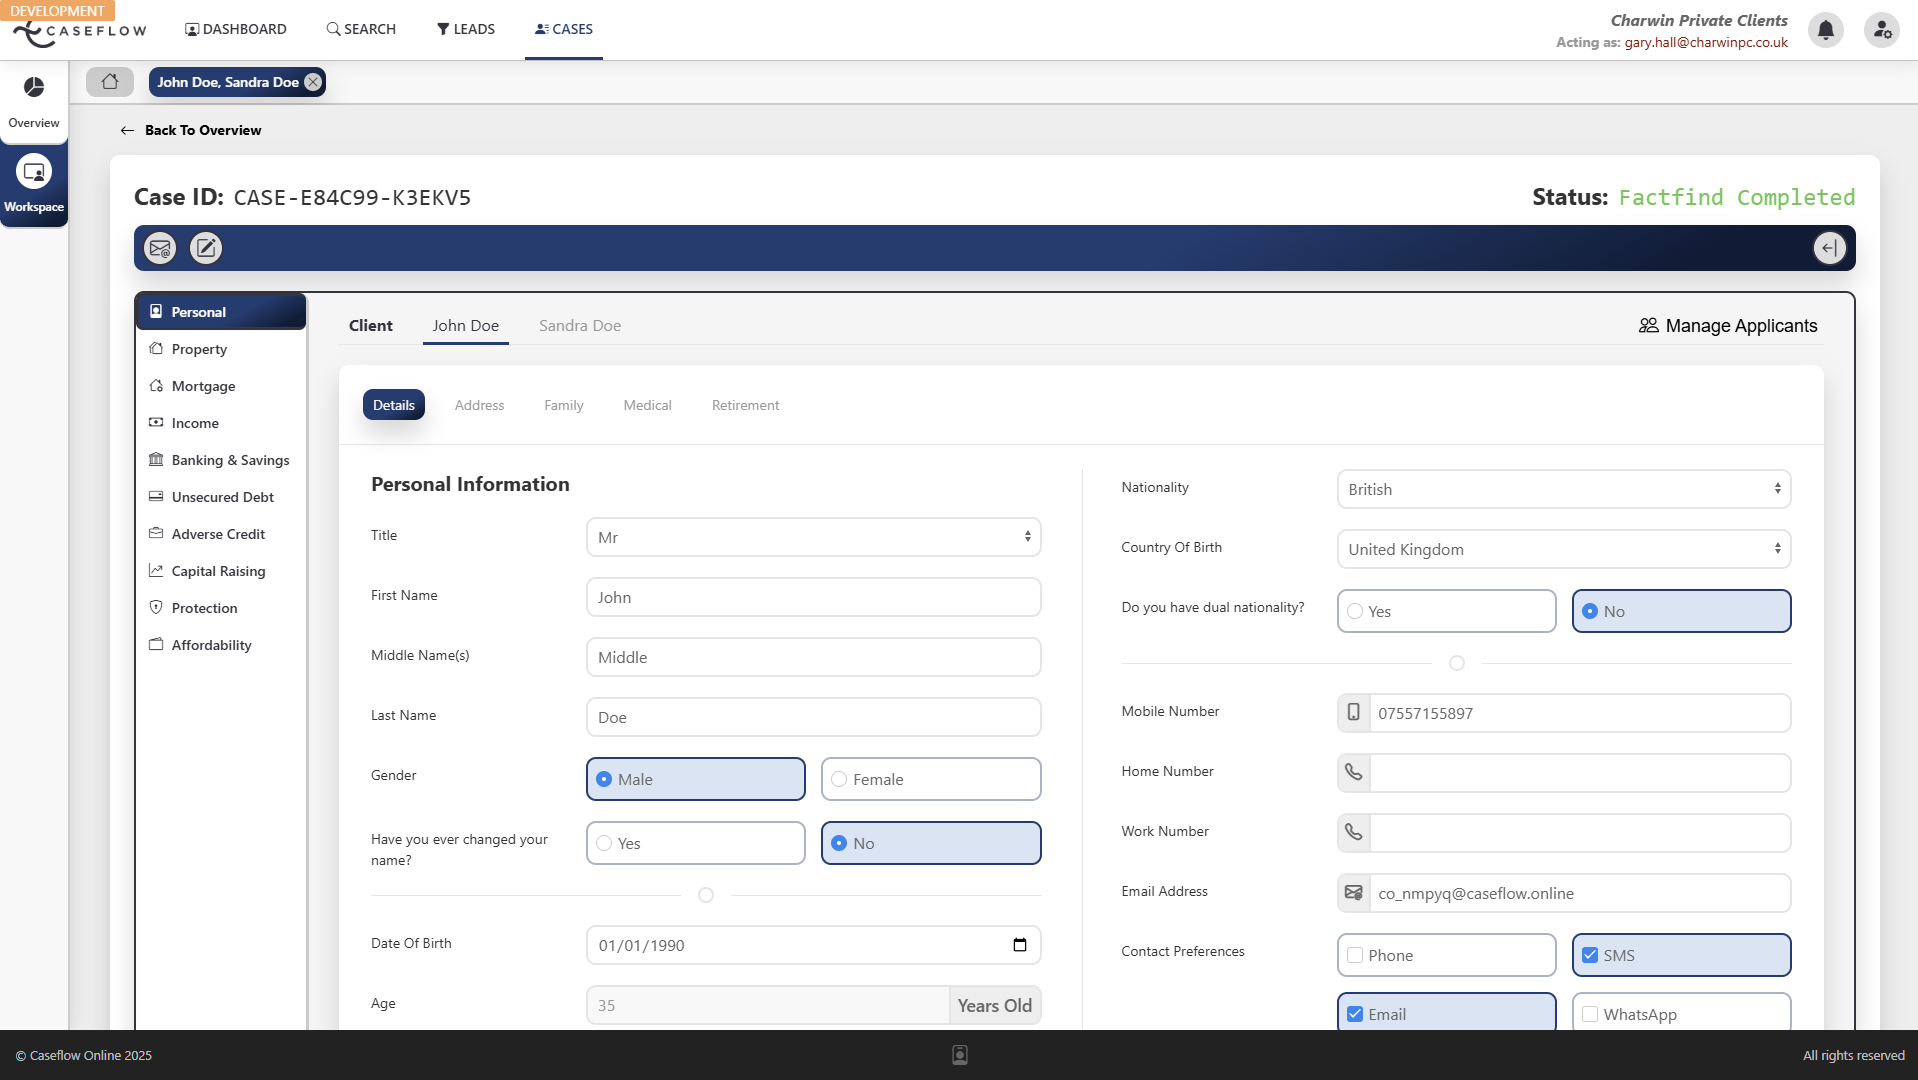 DEVELOPMENT
CASEFLOW
DASHBOARD
SEARCH
LEADS
CASES
Charwin Private Clients
Acting as: gary.hall@charwinpc.co.uk
Overview
Workspace
John Doe, Sandra Doe
Back To Overview
Case ID: CASE-E84C99-K3EKV5
Status: Factfind Completed
Personal
Property
Mortgage
Income
Banking & Savings
Unsecured Debt
Adverse Credit
Capital Raising
Protection
Affordability
Client
John Doe
Sandra Doe
Manage Applicants
Details
Address
Family
Medical
Retirement
Personal Information
Title
Mr
First Name
John
Middle Name(s)
Middle
Last Name
Doe
Gender
Male
Female
Have you ever changed your
name?
Yes
No
Date Of Birth
01/01/1990
Age
35
Years Old
Nationality
British
Country Of Birth
United Kingdom
Do you have dual nationality?
Yes
No
Mobile Number
07557155897
Home Number
Work Number
Email Address
co_nmpyq@caseflow.online
Contact Preferences
Phone
SMS
Email
WhatsApp
© Caseflow Online 2025
All rights reserved